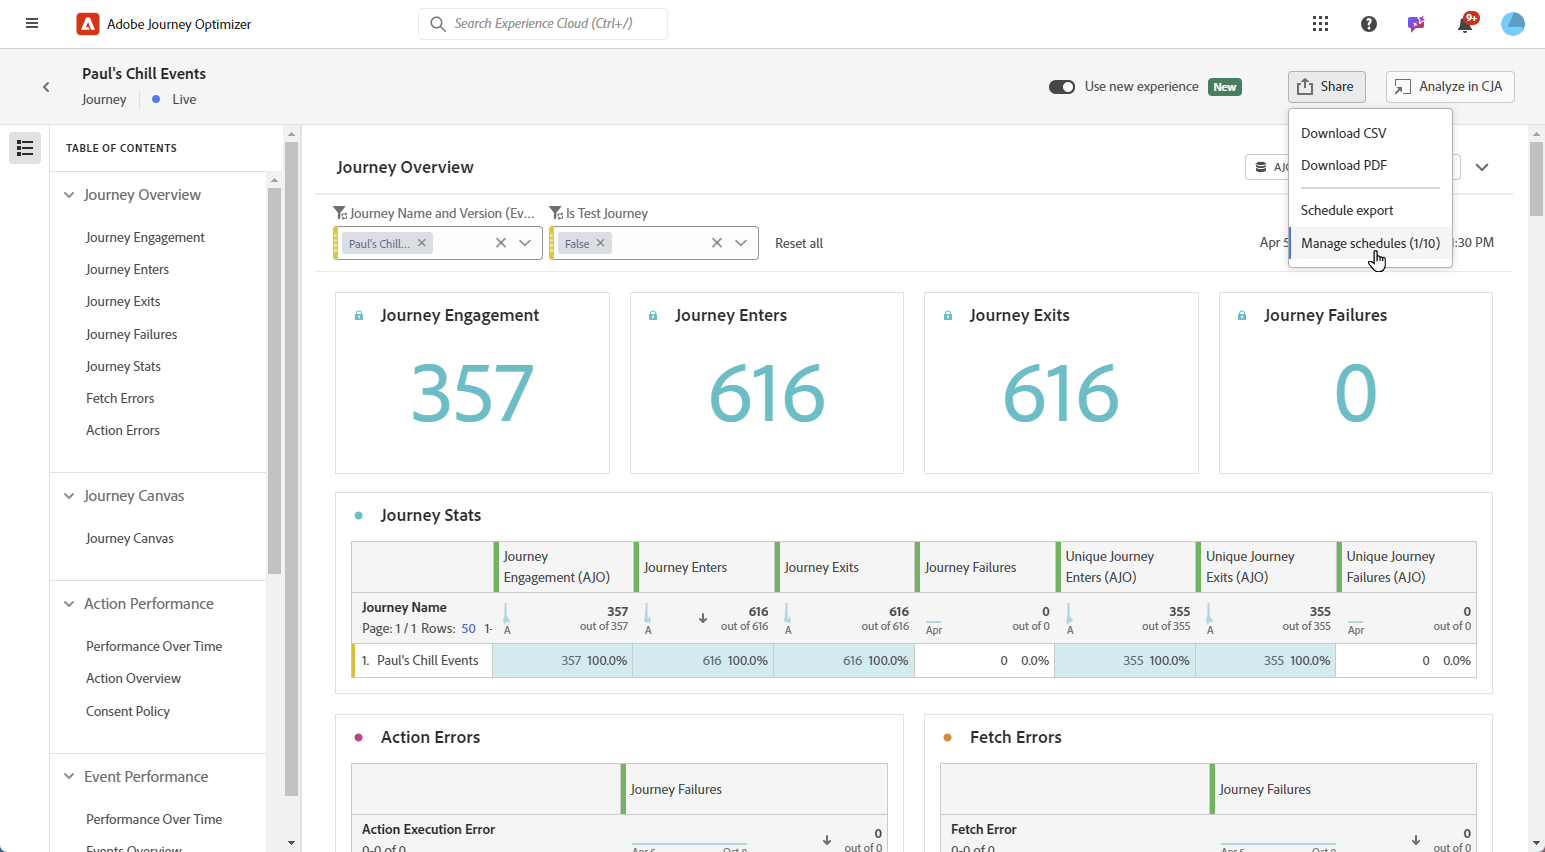 Adobe Journey Optimizer
Search Experience Cloud (Ctrl+/)
9+
Paul's Chill Events
Journey
Live
Use new experience
New
Share
Analyze in CJA
Download CSV
Download PDF
Schedule export
Manage schedules (1/10)
TABLE OF CONTENTS
Journey Overview
Journey Engagement
Journey Enters
Journey Exits
Journey Failures
Journey Stats
Fetch Errors
Action Errors
Journey Canvas
Journey Canvas
Action Performance
Performance Over Time
Action Overview
Consent Policy
Event Performance
Performance Over Time
Events Overview
Journey Overview
Journey Name and Version (Ev...
Is Test Journey
Paul's Chill...
False
Reset all
Apr 5
:30 PM
Journey Engagement
357
Journey Enters
616
Journey Exits
616
Journey Failures
0
Journey Stats
Journey Engagement (AJO)
Journey Enters
Journey Exits
Journey Failures
Unique Journey Enters (AJO)
Unique Journey Exits (AJO)
Unique Journey Failures (AJO)
Journey Name
Page: 1 / 1 Rows: 50 1-
A 357 out of 357
A 616 out of 616
A 616 out of 616
Apr 0 out of 0
A 355 out of 355
A 355 out of 355
Apr 0 out of 0
1. Paul's Chill Events 357 100.0% 616 100.0% 616 100.0% 0 0.0% 355 100.0% 355 100.0% 0 0.0%
Action Errors
Journey Failures
Action Execution Error
0-0 of 0
Apr 5 Oct 8
0
out of 0
Fetch Errors
Journey Failures
Fetch Error
0-0 of 0
Apr 5 Oct 8
0
out of 0